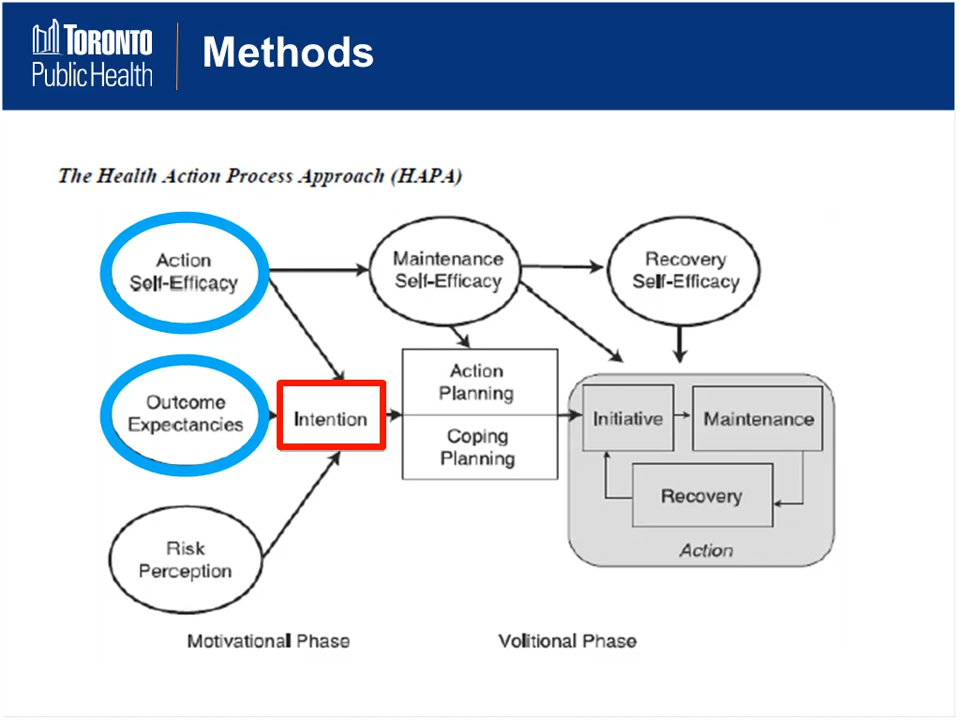 TORONTO
Public Health
Methods
The Health Action Process Approach (HAPA)
Action
Self-Efficacy
Maintenance
Self-Efficacy
Recovery
Self-Efficacy
Outcome
Expectancies
Intention
Action
Planning
Coping
Planning
Initiative
Maintenance
Recovery
Action
Risk
Perception
Motivational Phase
Volitional Phase